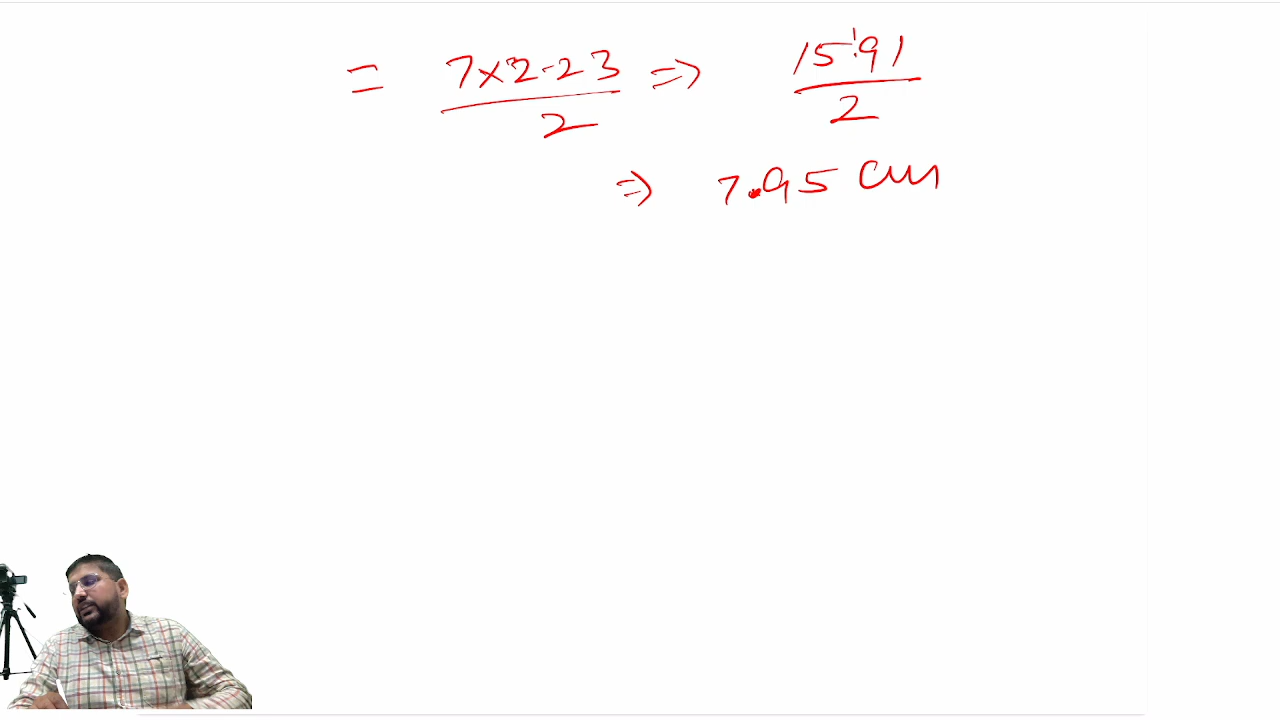 = 7×2.23 ⇒ 15.91
2 2
⇒ 7.95 cm